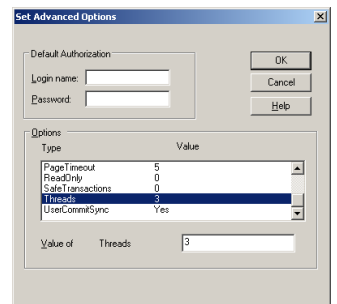 Set Advanced Options
Default Authorization
Login name:
Password:
OK
Cancel
Help
Options
Type Value
PageTimeout 5
ReadOnly 0
SafeTransactions 0
Threads 3
UserCommitSync Yes
Value of Threads 3